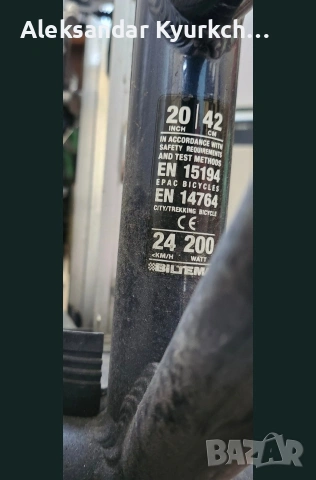 Aleksandar Kyurkch...
20 | 42
INCH CM
IN ACCORDANCE WITH
SAFETY REQUIREMENTS
AND TEST METHODS
EN 15194
EPAC BICYCLES
EN 14764
CITY/TREKKING BICYCLE
CE
24 200
<KM/H WATT
BILTEMA
BAZAR